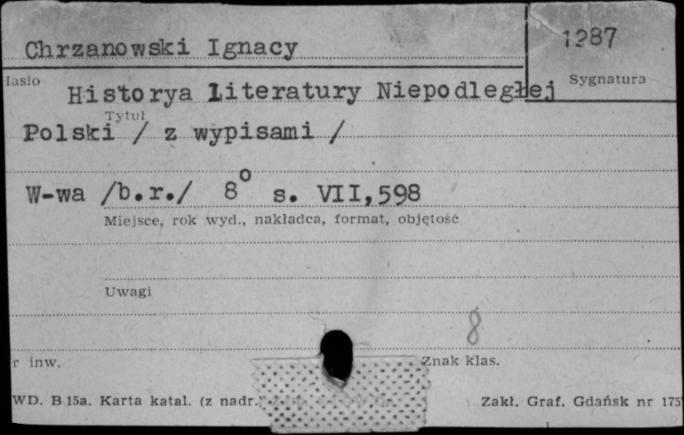 Chrzanowski Ignacy
1287
Hasło
Sygnatura
Historya Literatury Niepodległej
Tytuł
Polski / z wypisami /
W-wa /b.r./ 8° s. VII,598
Miejsce, rok wyd., nakładca, format, objętość
Uwagi
8
r inw.
Znak klas.
WD. B 15a. Karta katal. (z nadr.
Zakł. Graf. Gdańsk nr 175